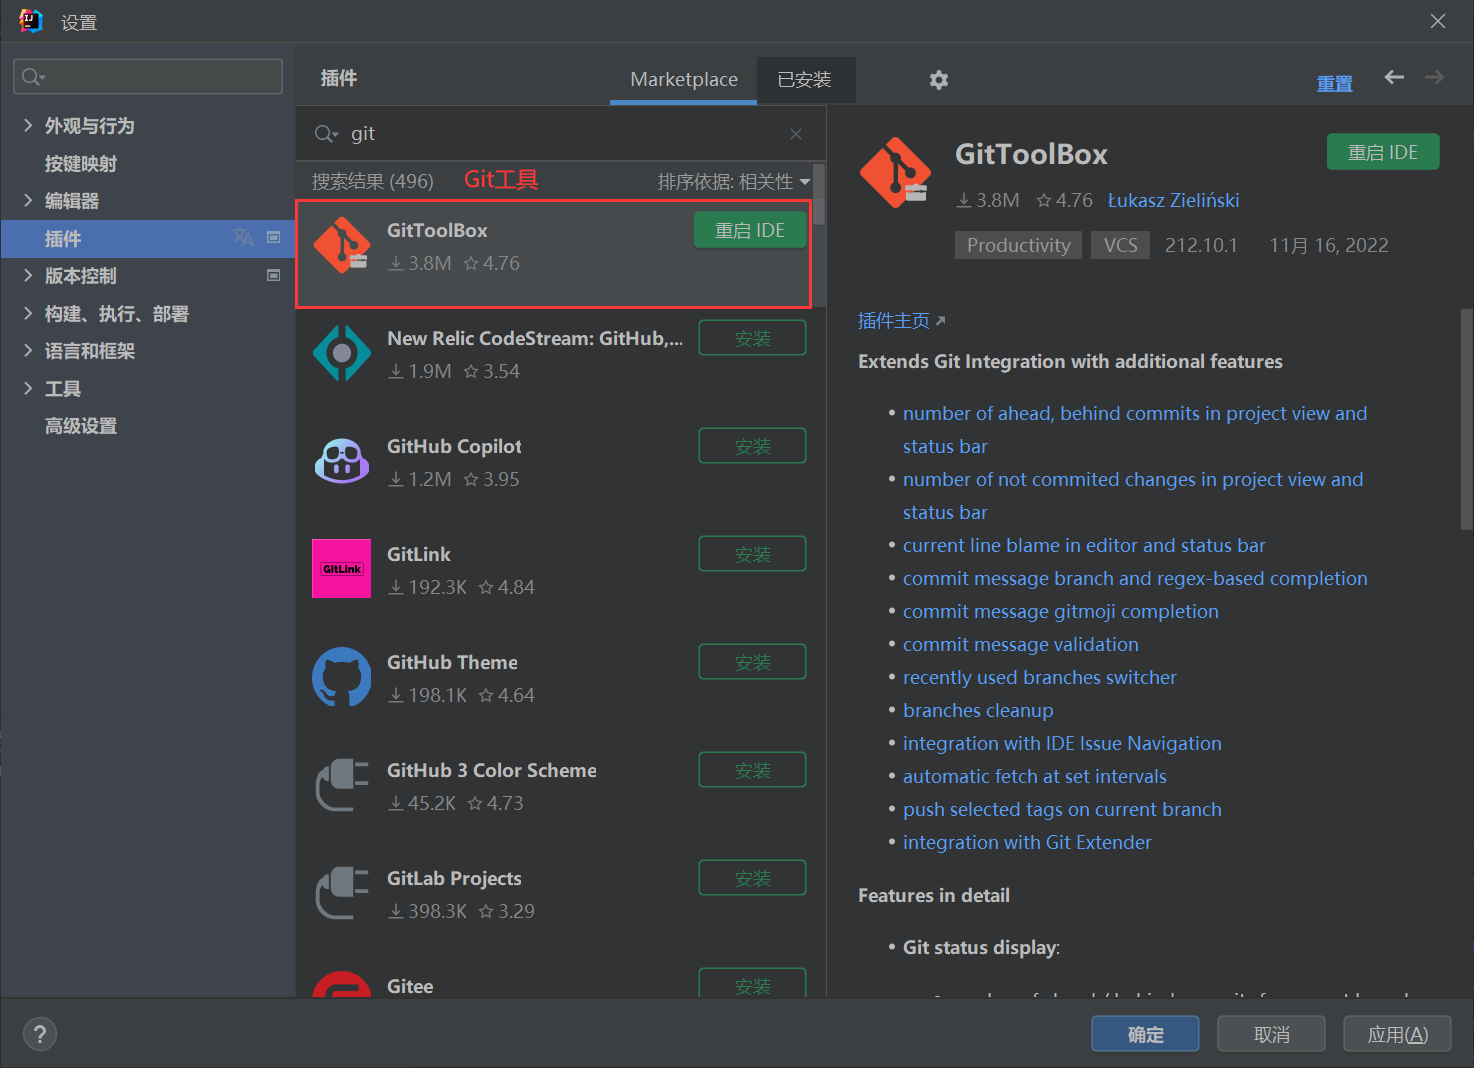 设置
插件
Marketplace
已安装
重置
外观与行为
按键映射
编辑器
插件
版本控制
构建、执行、部署
语言和框架
工具
高级设置
git
搜索结果 (496)
Git工具
排序依据: 相关性
GitToolBox
重启 IDE
3.8M 4.76
New Relic CodeStream: GitHub,...
安装
1.9M 3.54
GitHub Copilot
安装
1.2M 3.95
GitLink
GitLink
安装
192.3K 4.84
GitHub Theme
安装
198.1K 4.64
GitHub 3 Color Scheme
安装
45.2K 4.73
GitLab Projects
安装
398.3K 3.29
Gitee
安装
GitToolBox
重启 IDE
3.8M 4.76 Łukasz Zieliński
Productivity VCS 212.10.1 11月 16, 2022
插件主页
Extends Git Integration with additional features
• number of ahead, behind commits in project view and
status bar
• number of not commited changes in project view and
status bar
• current line blame in editor and status bar
• commit message branch and regex-based completion
• commit message gitmoji completion
• commit message validation
• recently used branches switcher
• branches cleanup
• integration with IDE Issue Navigation
• automatic fetch at set intervals
• push selected tags on current branch
• integration with Git Extender
Features in detail
• Git status display:
?
确定
取消
应用(A)